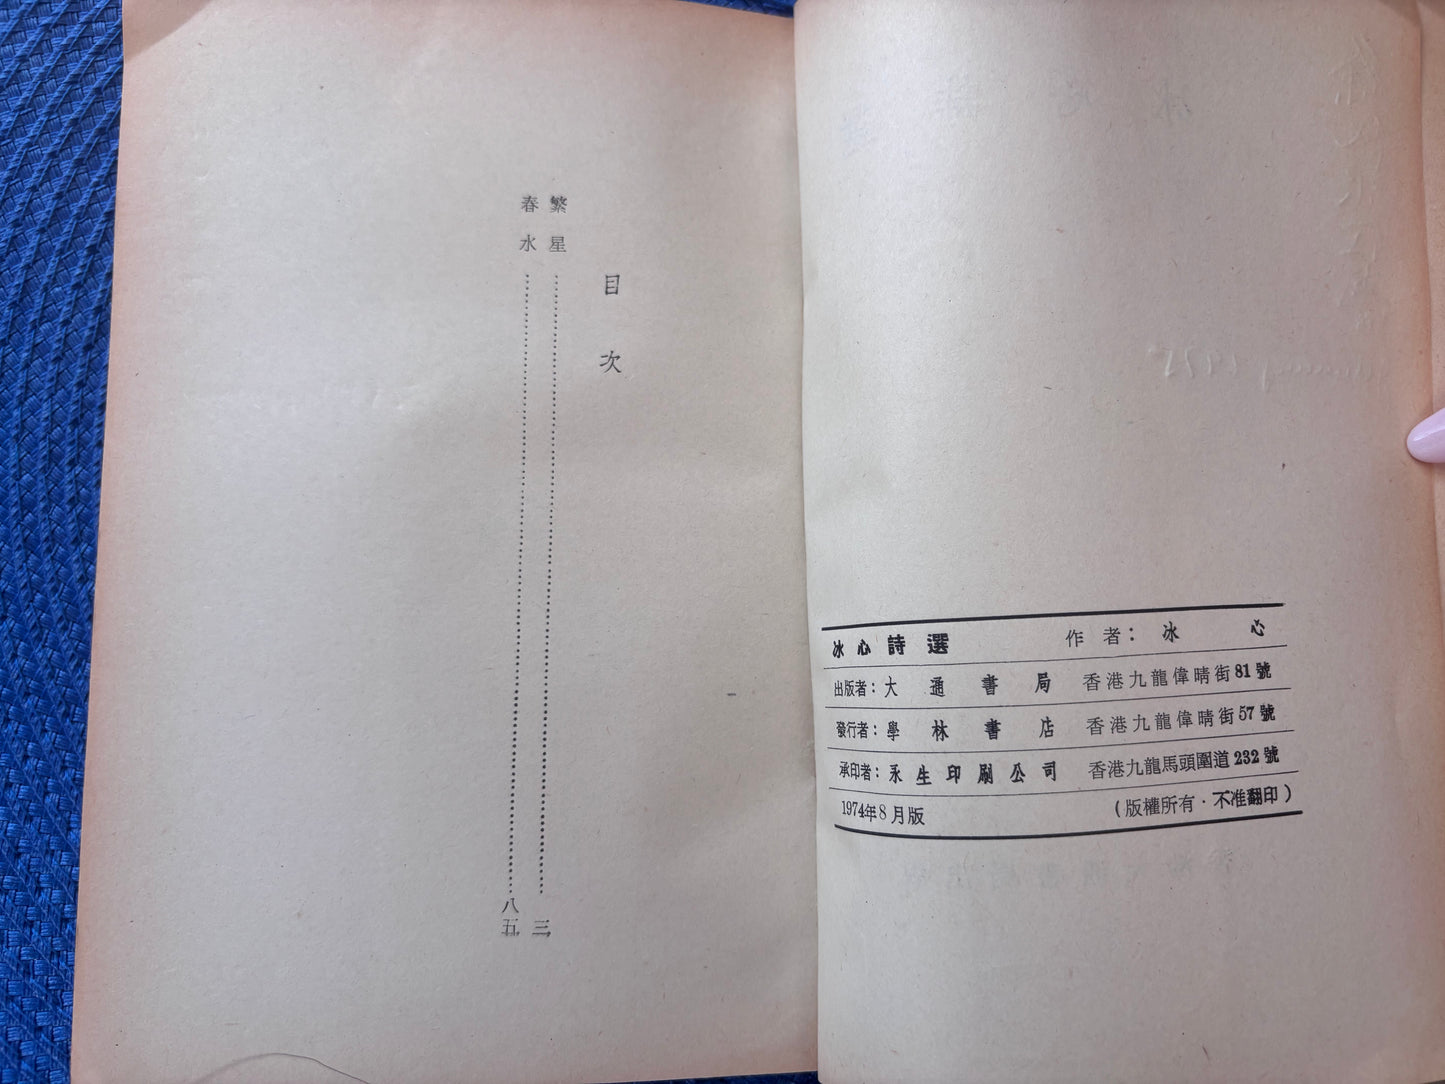 冰心詩選 作者：冰心
出版者：大通書局 香港九龍偉晴街81號
發行者：學林書店 香港九龍偉晴街57號
承印者：永生印刷公司 香港九龍馬頭圍道232號
1974年8月版 （版權所有·不准翻印）
目次
繁星……三
春水……八五